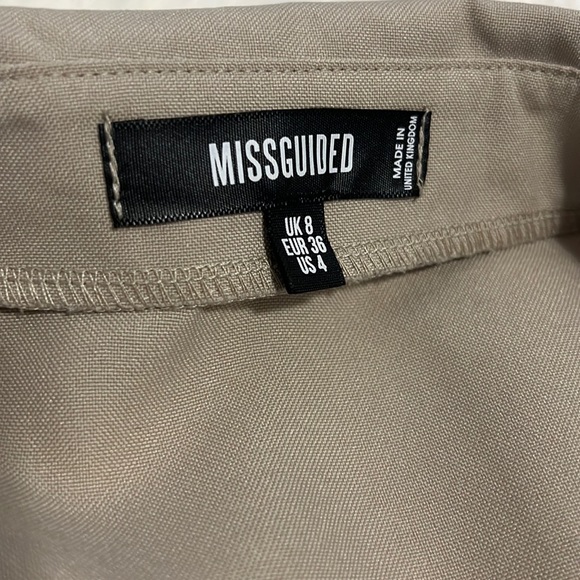 MISSGUIDED
MADE IN
UNITED KINGDOM
UK 8
EUR 36
US 4